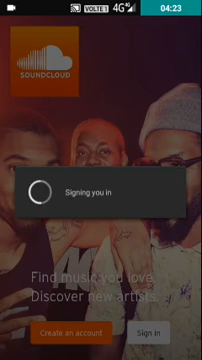 VOLTE 1 4G 04:23
SOUNDCLOUD
Signing you in
Find music you love.
Discover new artists.
Create an account Sign in